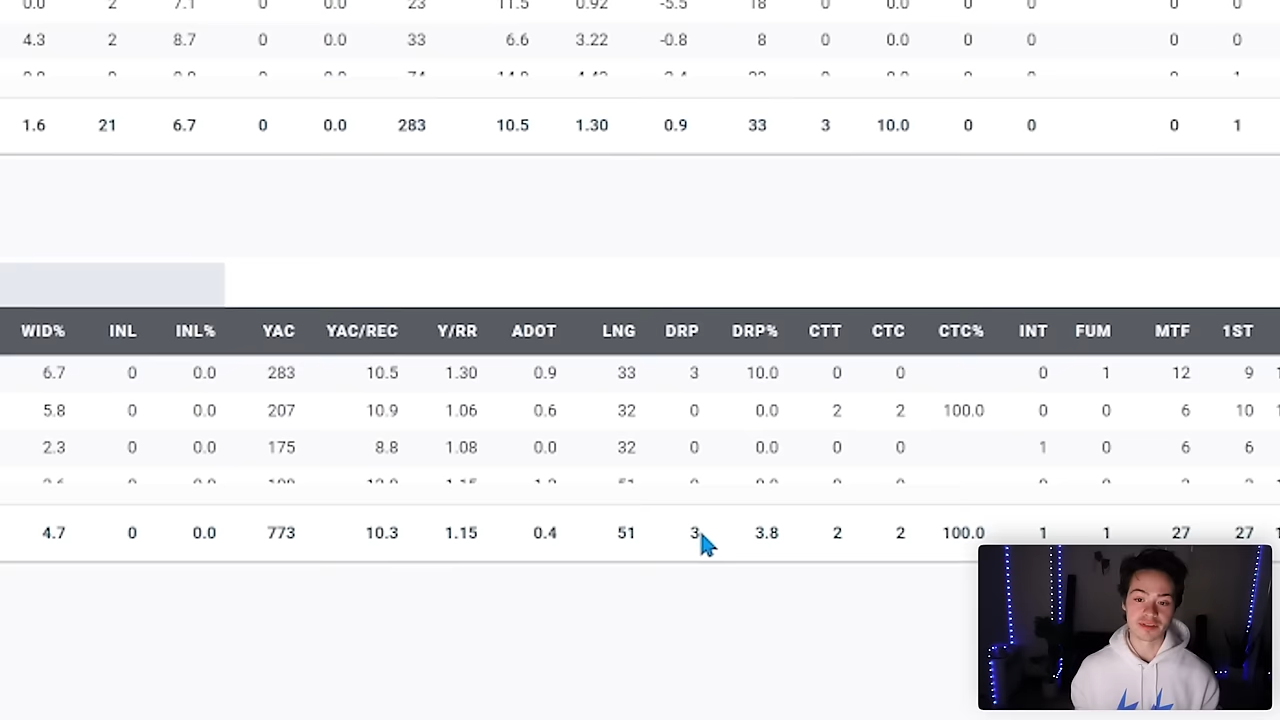 0.0 2 7.1 0 0.0 23 11.5 0.92 -5.5 18 0 0.0 0 0 0 0
4.3 2 8.7 0 0.0 33 6.6 3.22 -0.8 8 0 0.0 0 0 0 0
1.6 21 6.7 0 0.0 283 10.5 1.30 0.9 33 3 10.0 0 0 0 1
WID% INL INL% YAC YAC/REC Y/RR ADOT LNG DRP DRP% CTT CTC CTC% INT FUM MTF 1ST
6.7 0 0.0 283 10.5 1.30 0.9 33 3 10.0 0 0 0 1 12 9
5.8 0 0.0 207 10.9 1.06 0.6 32 0 0.0 2 2 100.0 0 0 6 10
2.3 0 0.0 175 8.8 1.08 0.0 32 0 0.0 0 0 1 0 6 6
4.7 0 0.0 773 10.3 1.15 0.4 51 3 3.8 2 2 100.0 1 1 27 27